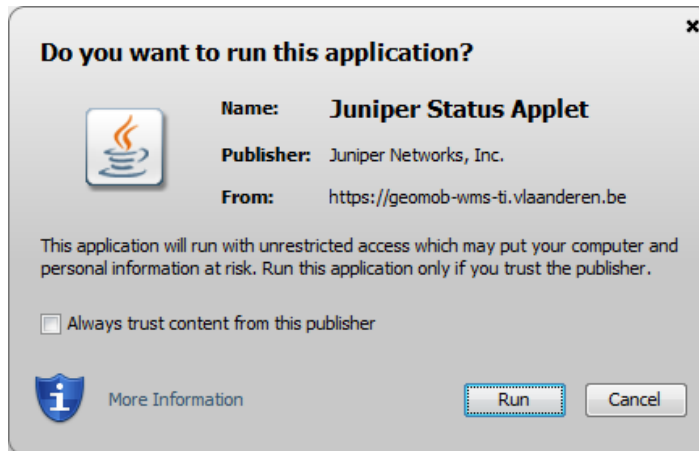 Do you want to run this application?
Name: Juniper Status Applet
Publisher: Juniper Networks, Inc.
From: https://geomob-wms-ti.vlaanderen.be
This application will run with unrestricted access which may put your computer and
personal information at risk. Run this application only if you trust the publisher.
Always trust content from this publisher
More Information
Run
Cancel